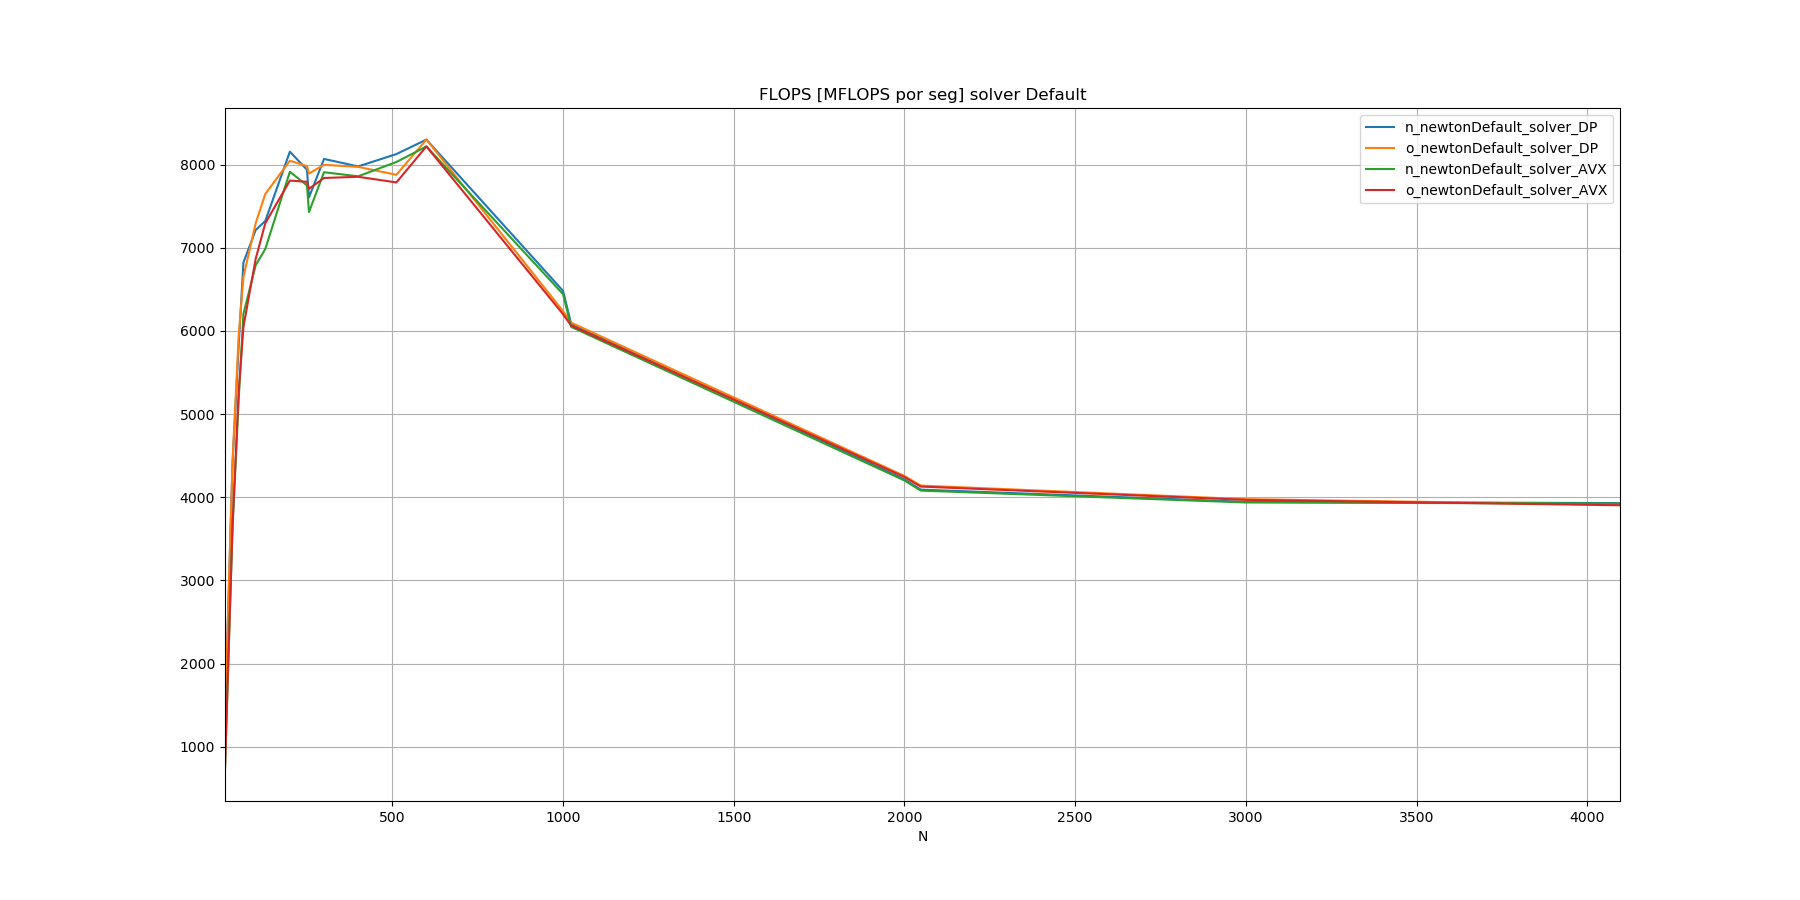 FLOPS [MFLOPS por seg] solver Default
n_newtonDefault_solver_DP
o_newtonDefault_solver_DP
n_newtonDefault_solver_AVX
o_newtonDefault_solver_AVX
8000
7000
6000
5000
4000
3000
2000
1000
500 1000 1500 2000 2500 3000 3500 4000
N